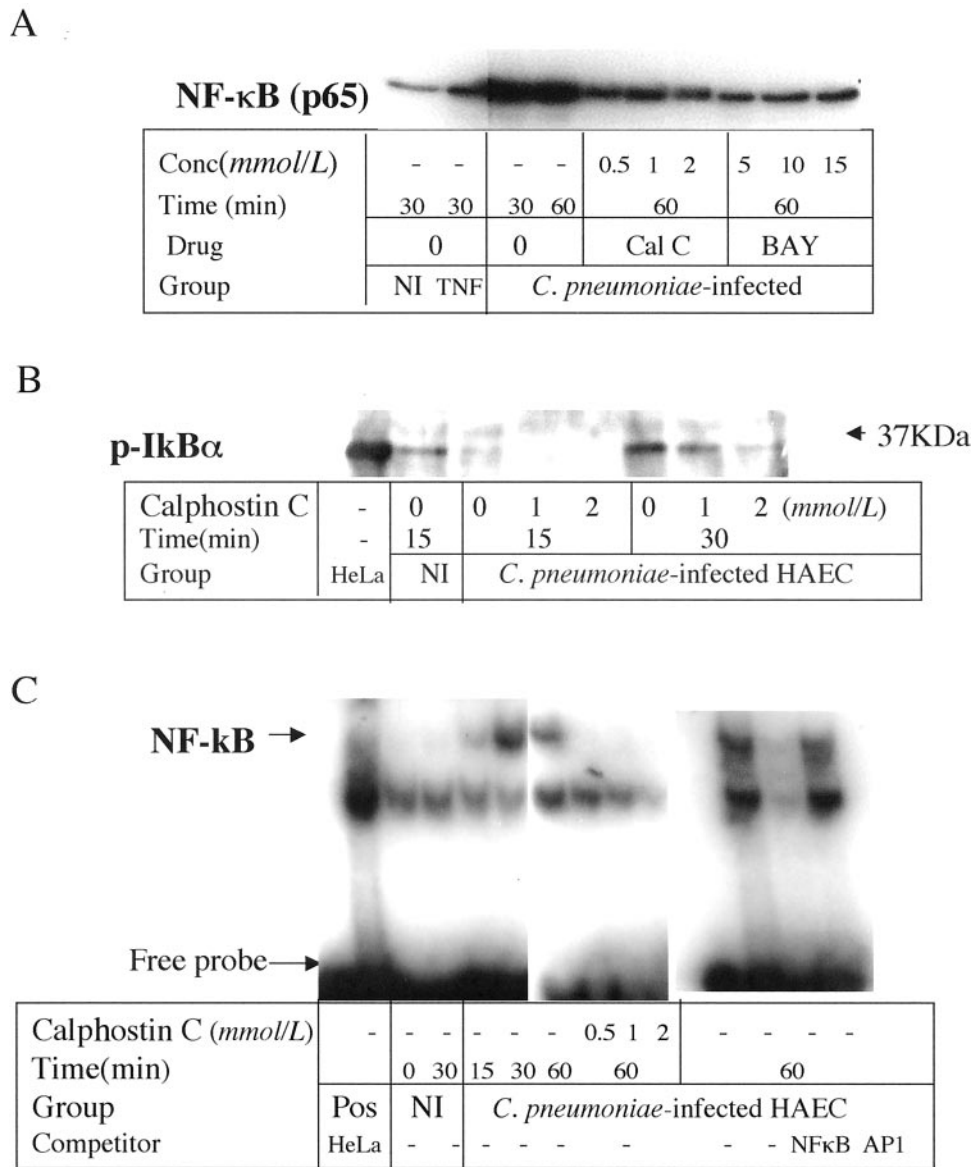 A
NF-κB (p65)
Conc(mmol/L) - - - - 0.5 1 2 5 10 15
Time (min) 30 30 30 60 60 60
Drug 0 0 Cal C BAY
Group NI TNF C. pneumoniae-infected
B
p-IkBα 37KDa
Calphostin C - 0 0 1 2 0 1 2 (mmol/L)
Time(min) - 15 15 30
Group HeLa NI C. pneumoniae-infected HAEC
C
NF-kB
Free probe
Calphostin C (mmol/L) - - - - - - 0.5 1 2 - - - -
Time(min) 0 30 15 30 60 60 60
Group Pos NI C. pneumoniae-infected HAEC
Competitor HeLa - - - - - - - - NFκB AP1